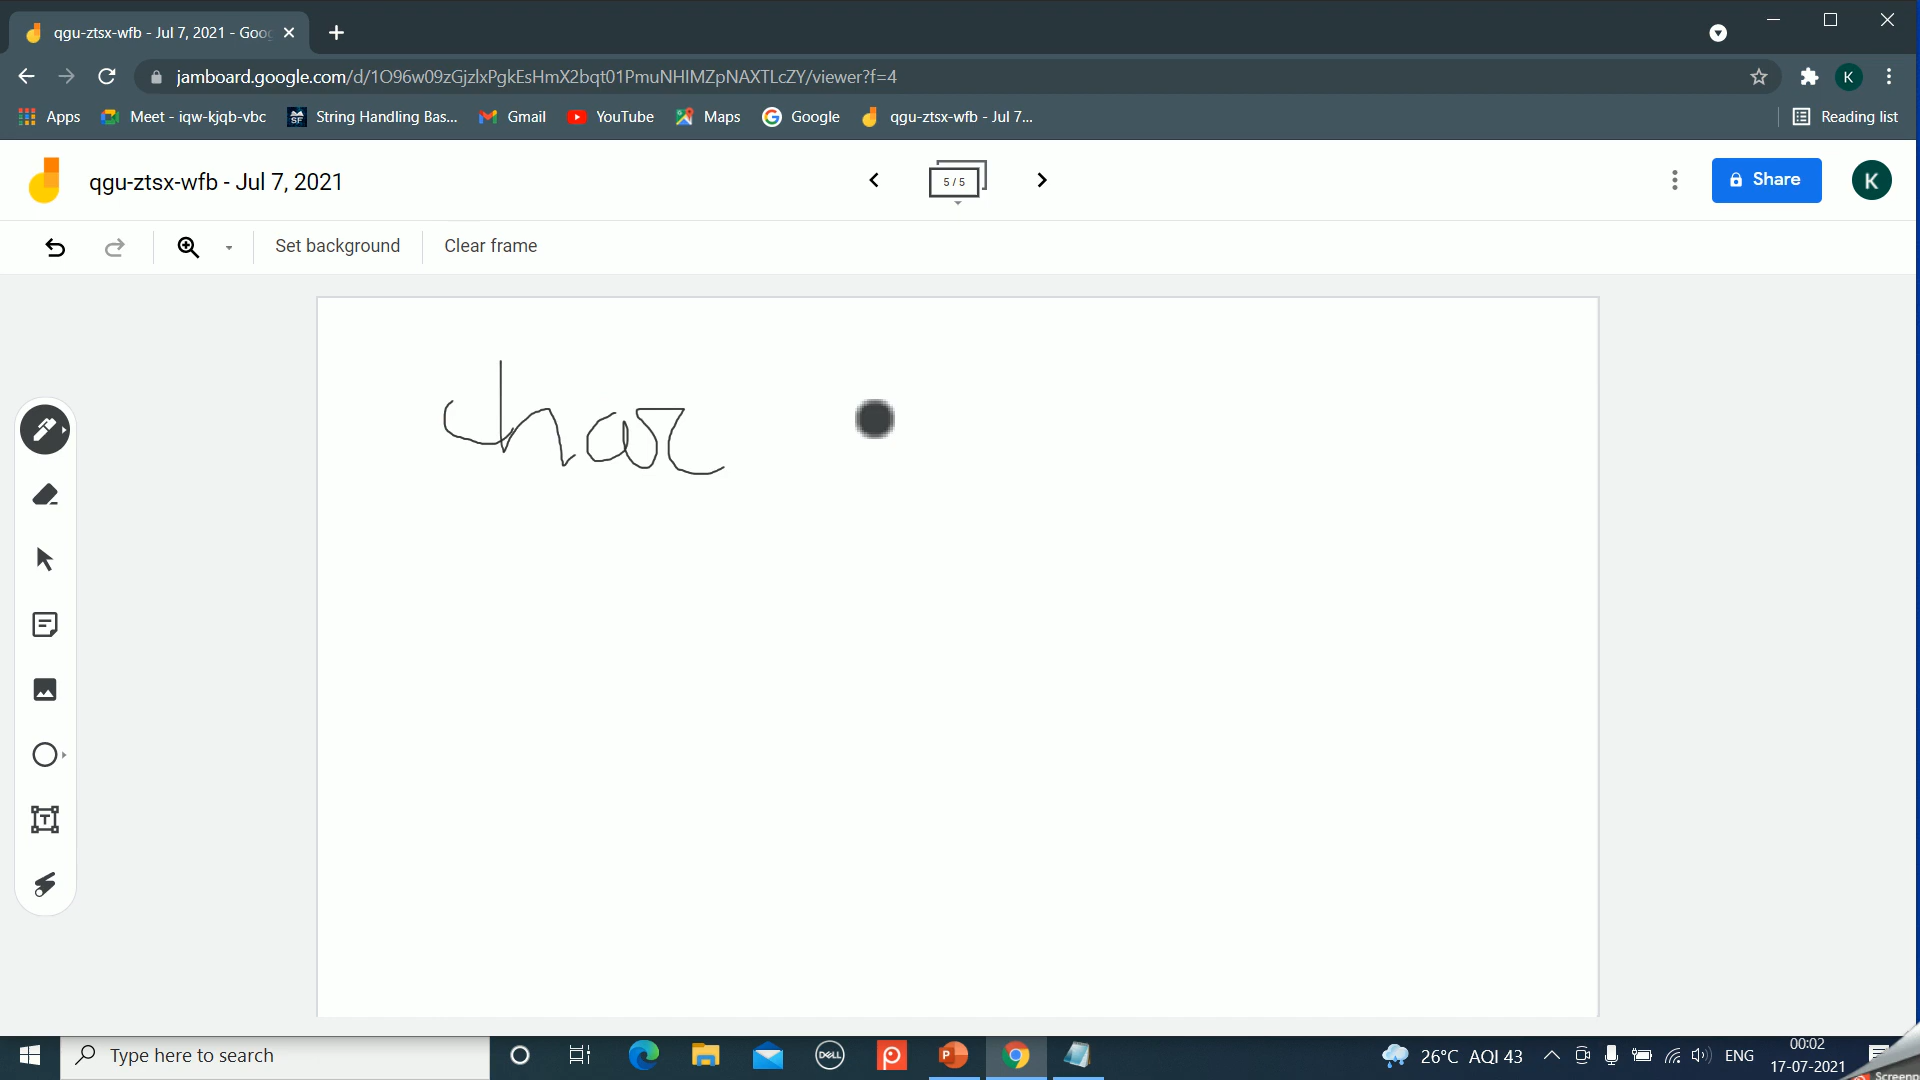 qgu-ztsx-wfb - Jul 7, 2021 - Goog
jamboard.google.com/d/1O96w09zGjzlxPgkEsHmX2bqt01PmuNHIMZpNAXTLcZY/viewer?f=4
K
Apps
Meet - iqw-kjqb-vbc
SF
String Handling Bas...
Gmail
YouTube
Maps
Google
qgu-ztsx-wfb - Jul 7...
Reading list
qgu-ztsx-wfb - Jul 7, 2021
5 / 5
Share
K
Set background
Clear frame
char
Type here to search
DELL
P
26°C AQI 43
ENG
00:02
17-07-2021